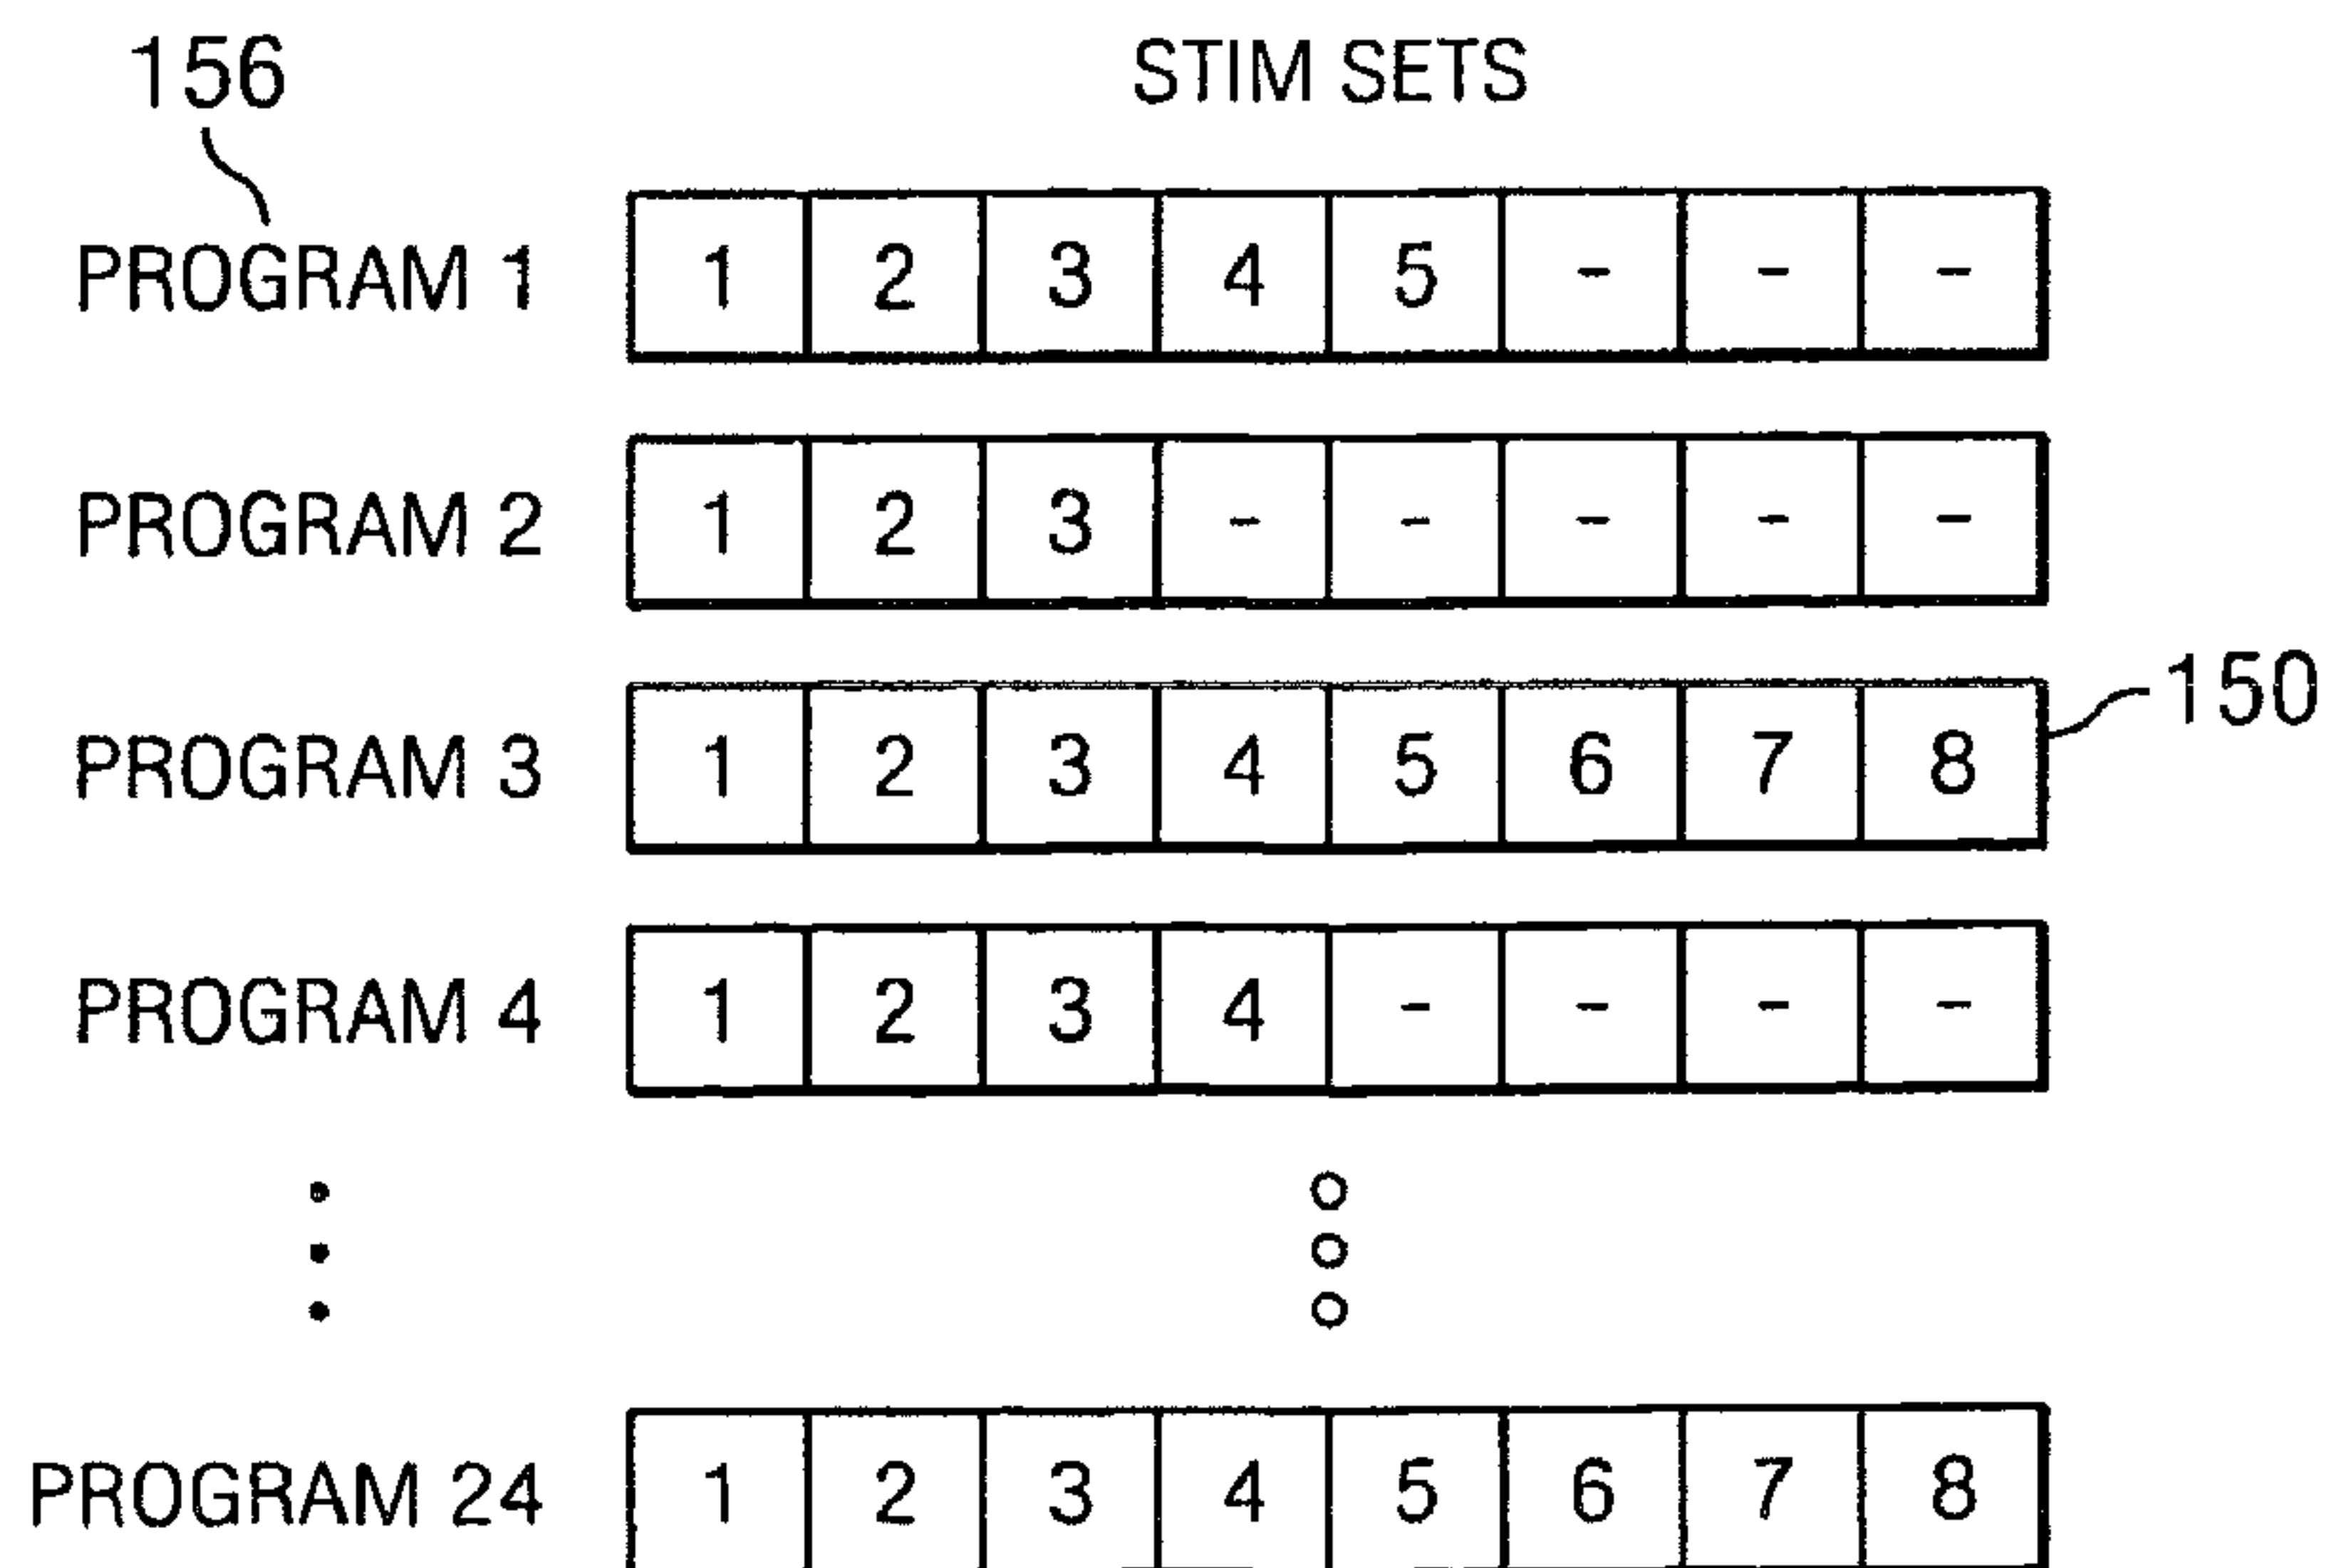 156
STIM SETS
PROGRAM 1 1 2 3 4 5 - - -
PROGRAM 2 1 2 3 - - - - -
150
PROGRAM 3 1 2 3 4 5 6 7 8
PROGRAM 4 1 2 3 4 - - - -
PROGRAM 24 1 2 3 4 5 6 7 8